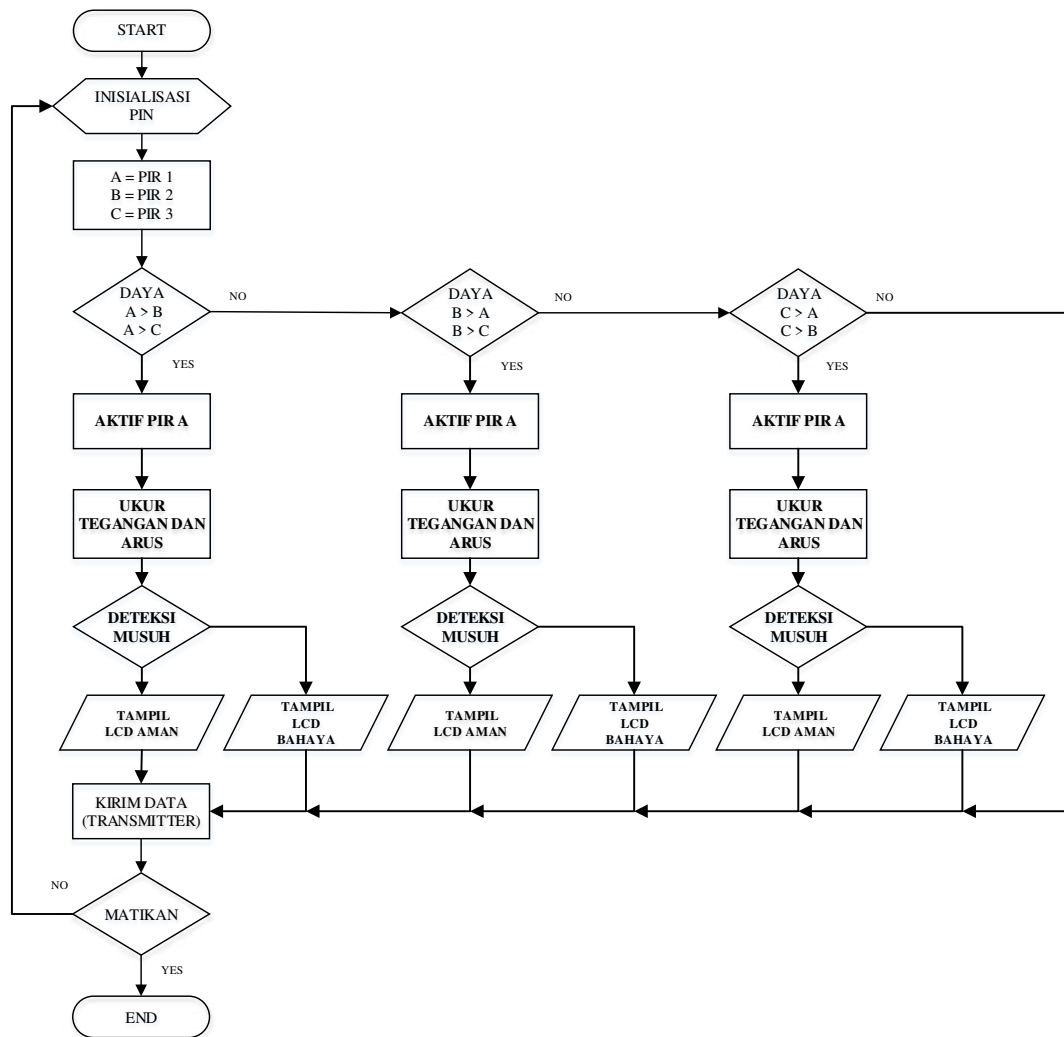 START
INISIALISASI
PIN
A = PIR 1
B = PIR 2
C = PIR 3
DAYA
A > B
A > C
NO
YES
DAYA
B > A
B > C
NO
YES
DAYA
C > A
C > B
NO
YES
AKTIF PIR A
AKTIF PIR A
AKTIF PIR A
UKUR
TEGANGAN DAN
ARUS
UKUR
TEGANGAN DAN
ARUS
UKUR
TEGANGAN DAN
ARUS
DETEKSI
MUSUH
DETEKSI
MUSUH
DETEKSI
MUSUH
TAMPIL
LCD AMAN
TAMPIL
LCD
BAHAYA
TAMPIL
LCD AMAN
TAMPIL
LCD
BAHAYA
TAMPIL
LCD AMAN
TAMPIL
LCD
BAHAYA
KIRIM DATA
(TRANSMITTER)
NO
MATIKAN
YES
END